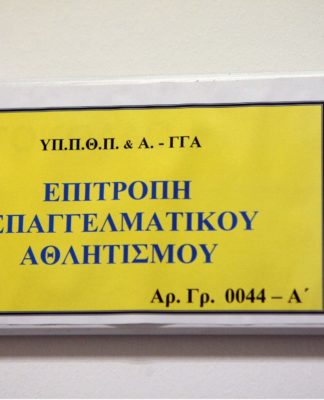 ΥΠ.Π.Θ.Π. & Α. - ΓΓΑ
ΕΠΙΤΡΟΠΗ
ΕΠΑΓΓΕΛΜΑΤΙΚΟΥ
ΑΘΛΗΤΙΣΜΟΥ
Αρ. Γρ. 0044 – Α΄